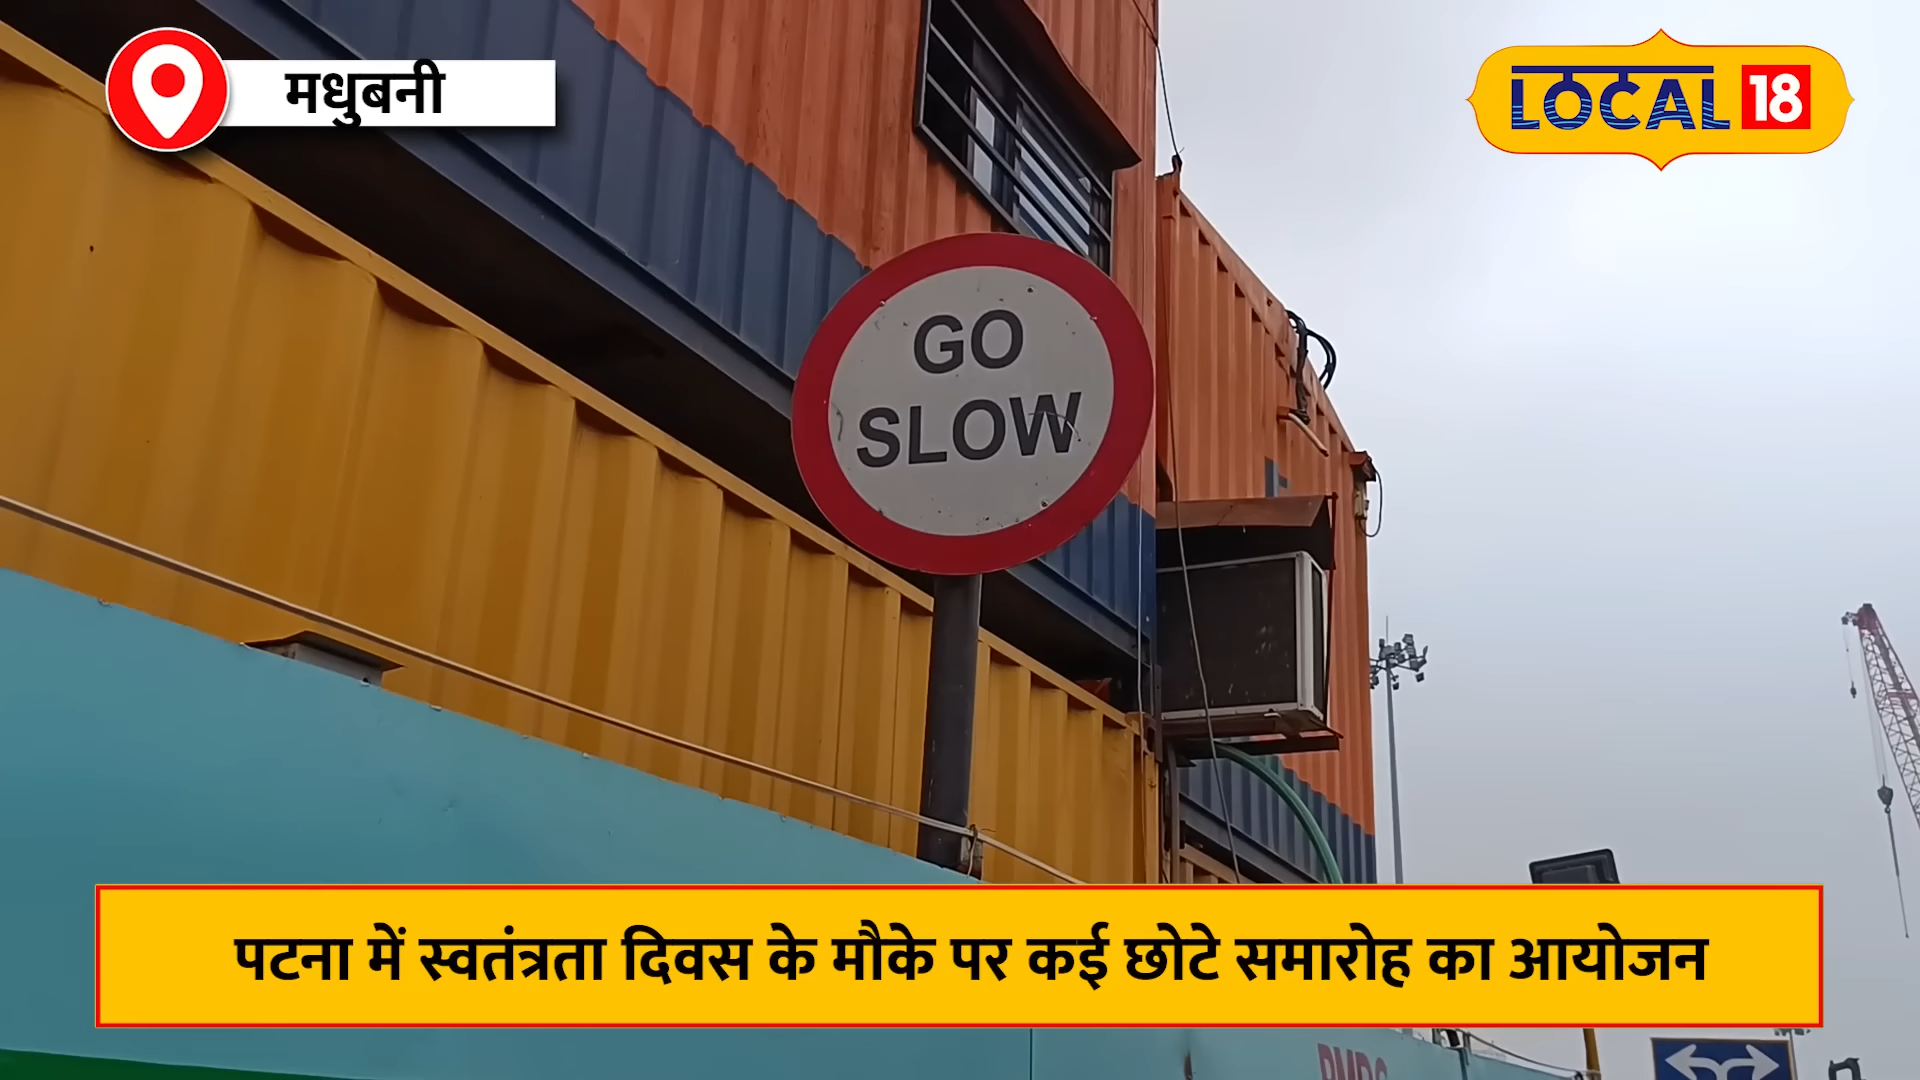 मधुबनी
LOCAL 18
GO
SLOW
पटना में स्वतंत्रता दिवस के मौके पर कई छोटे समारोह का आयोजन